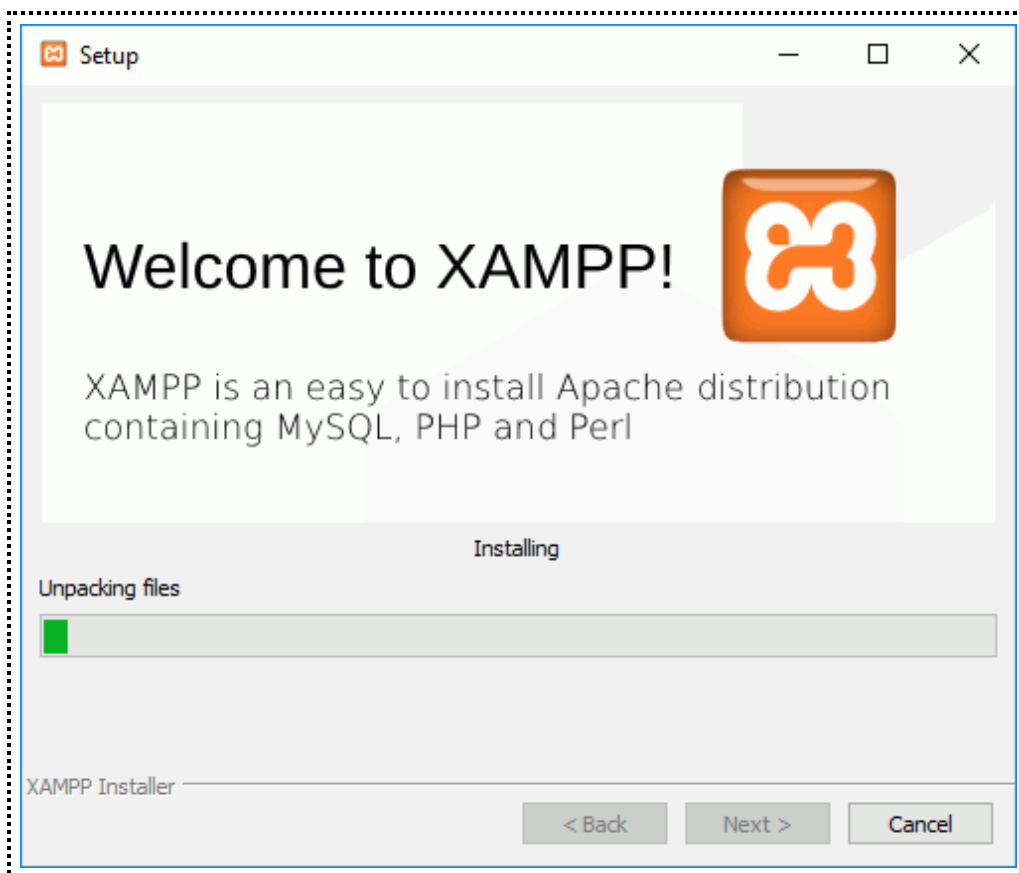 Setup
Welcome to XAMPP!
XAMPP is an easy to install Apache distribution
containing MySQL, PHP and Perl
Installing
Unpacking files
XAMPP Installer
< Back
Next >
Cancel